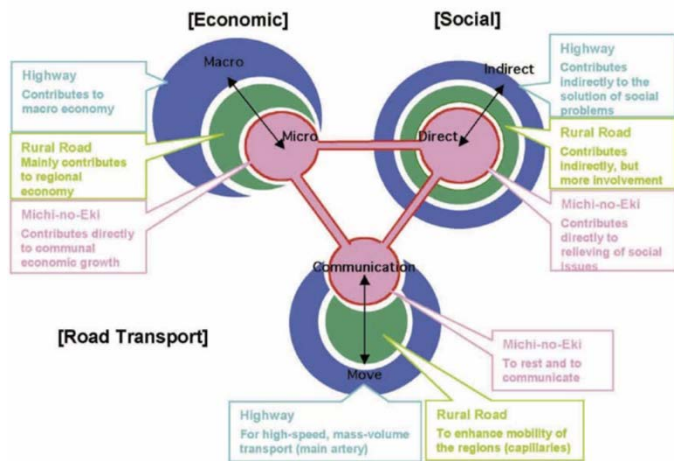 [Economic]
[Social]
Highway
Contributes to
macro economy
Rural Road
Mainly contributes
to regional
economy
Michi-no-Eki
Contributes directly
to communal
economic growth
Macro
Micro
Indirect
Direct
Highway
Contributes
indirectly to the
solution of social
problems
Rural Road
Contributes
indirectly, but
more involvement
Michi-no-Eki
Contributes
directly to
relieving of social
issues
Communication
Move
[Road Transport]
Michi-no-Eki
To rest and to
communicate
Highway
For high-speed, mass-volume
transport (main artery)
Rural Road
To enhance mobility of
the regions (capillaries)